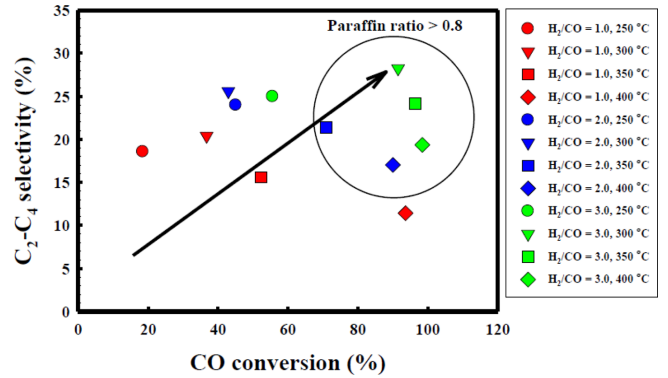 Paraffin ratio > 0.8
35
30
25
20
15
10
5
0
C₂-C₄ selectivity (%)
0 20 40 60 80 100 120
CO conversion (%)
H₂/CO = 1.0, 250 °C
H₂/CO = 1.0, 300 °C
H₂/CO = 1.0, 350 °C
H₂/CO = 1.0, 400 °C
H₂/CO = 2.0, 250 °C
H₂/CO = 2.0, 300 °C
H₂/CO = 2.0, 350 °C
H₂/CO = 2.0, 400 °C
H₂/CO = 3.0, 250 °C
H₂/CO = 3.0, 300 °C
H₂/CO = 3.0, 350 °C
H₂/CO = 3.0, 400 °C